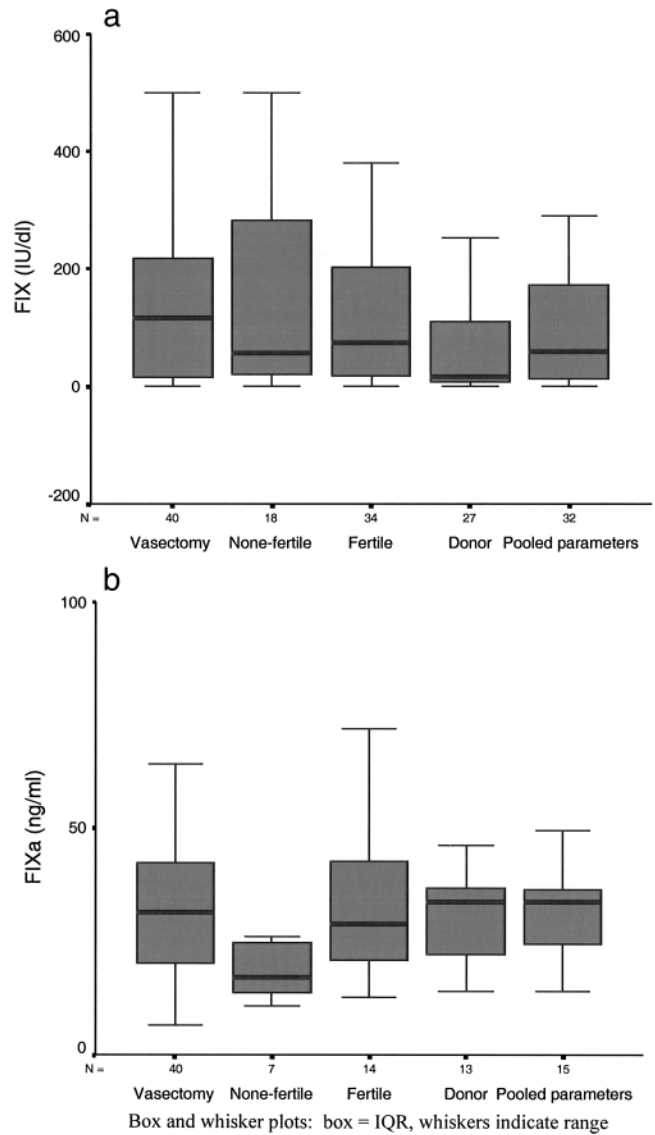 a
600
400
200
0
-200
FIX (IU/dl)
N = 40 18 34 27 32
Vasectomy None-fertile Fertile Donor Pooled parameters
b
100
50
0
FIXa (ng/ml)
N = 40 7 14 13 15
Vasectomy None-fertile Fertile Donor Pooled parameters
Box and whisker plots: box = IQR, whiskers indicate range